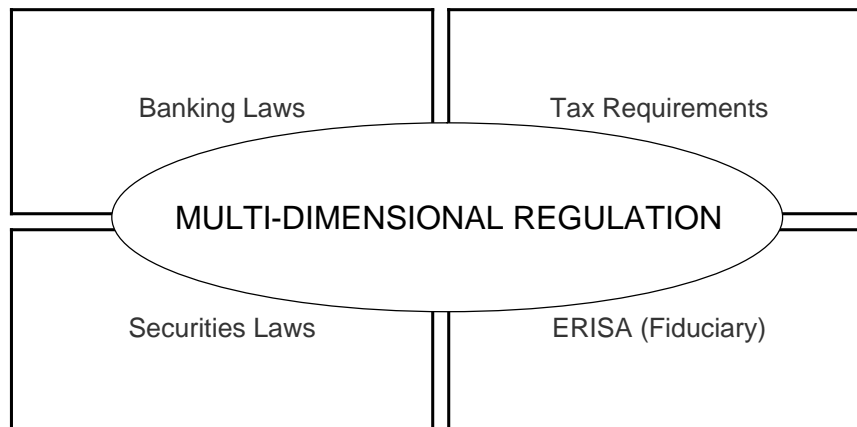 Banking Laws
Tax Requirements
MULTI-DIMENSIONAL REGULATION
Securities Laws
ERISA (Fiduciary)